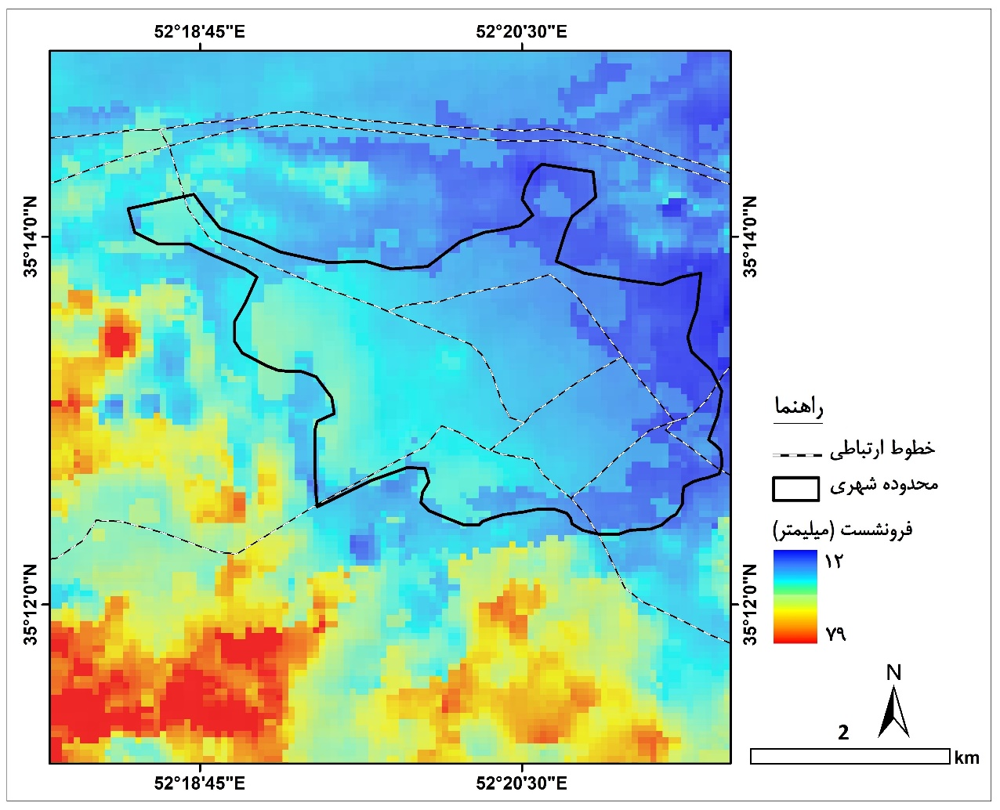 52°18'45"E
52°20'30"E
35°14'0"N
35°14'0"N
راهنما
خطوط ارتباطی
محدوده شهری
فرونشست (میلیمتر)
۱۲
۷۹
35°12'0"N
35°12'0"N
N
2
km
52°18'45"E
52°20'30"E